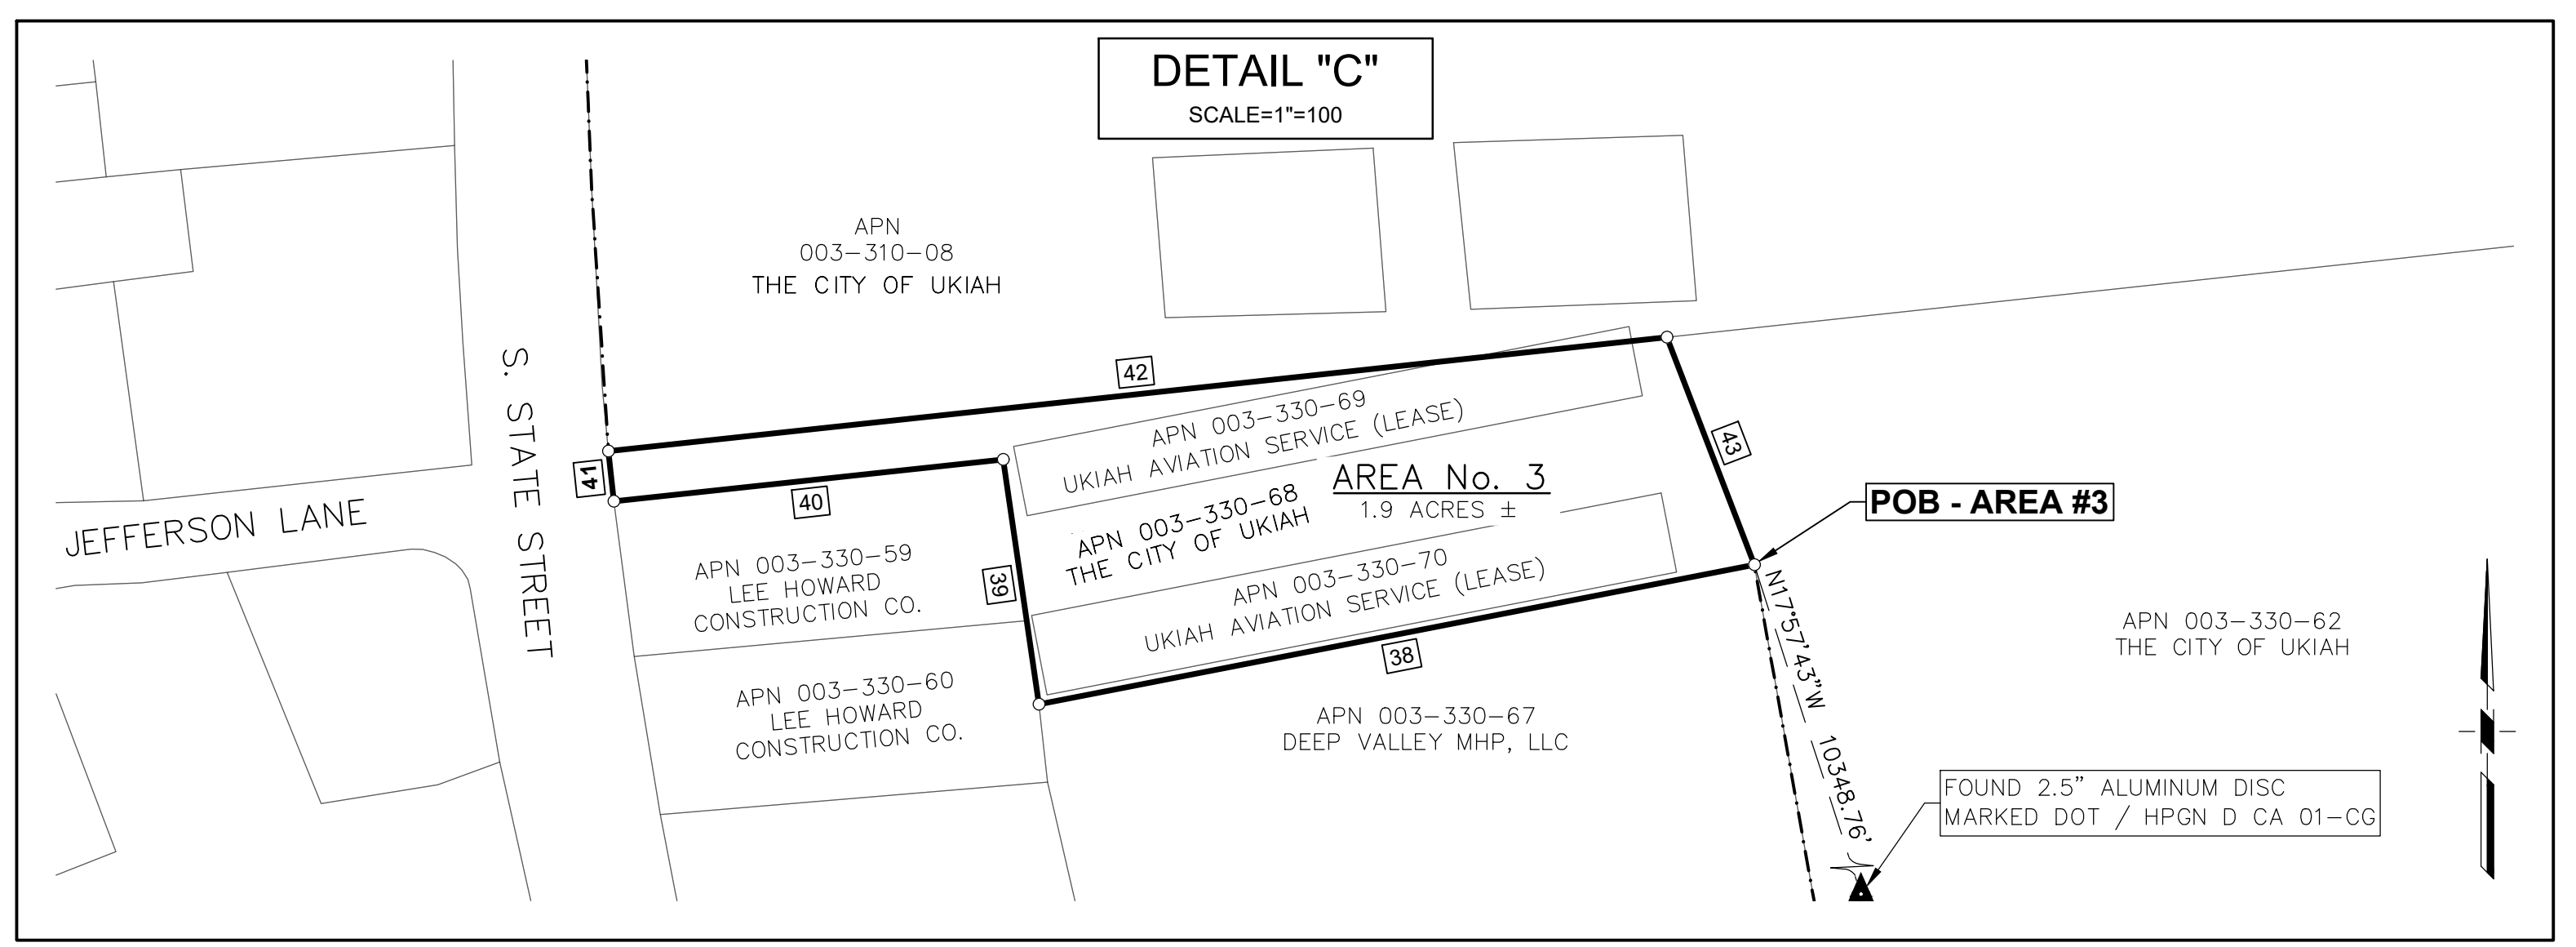 DETAIL "C"
SCALE=1"=100
APN
003-310-08
THE CITY OF UKIAH
42
S. STATE STREET
41
40
JEFFERSON LANE
APN 003-330-69
UKIAH AVIATION SERVICE (LEASE)
43
AREA No. 3
1.9 ACRES ±
APN 003-330-68
THE CITY OF UKIAH
POB - AREA #3
APN 003-330-59
LEE HOWARD
CONSTRUCTION CO.
39
APN 003-330-70
UKIAH AVIATION SERVICE (LEASE)
38
N17°57'43"W 10348.76'
APN 003-330-62
THE CITY OF UKIAH
APN 003-330-60
LEE HOWARD
CONSTRUCTION CO.
APN 003-330-67
DEEP VALLEY MHP, LLC
FOUND 2.5" ALUMINUM DISC
MARKED DOT / HPGN D CA 01-CG